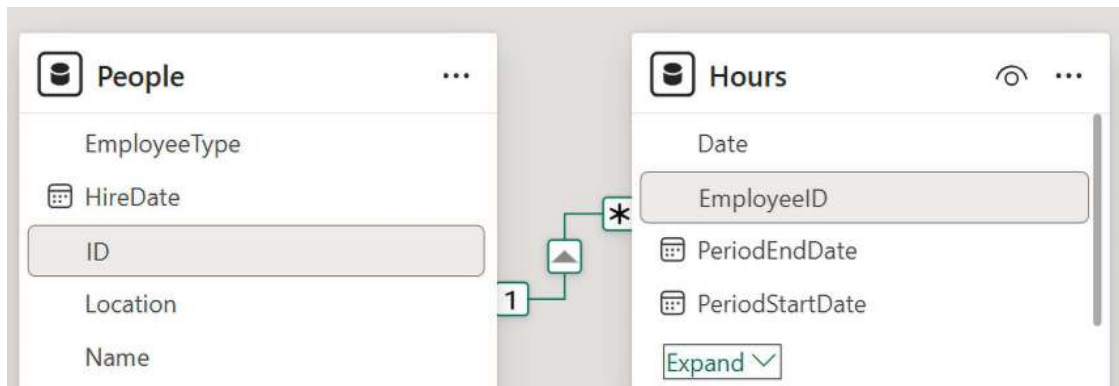 People
EmployeeType
HireDate
ID
Location
Name
1
*
Hours
Date
EmployeeID
PeriodEndDate
PeriodStartDate
Expand